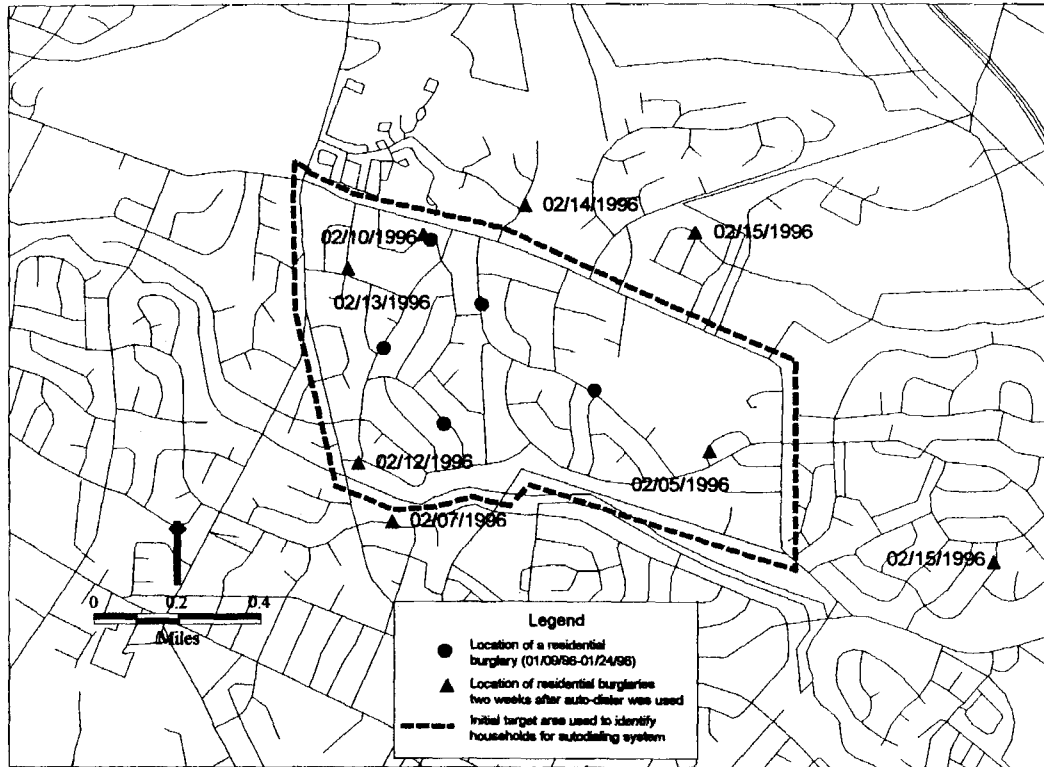 02/14/1996
02/10/1996
02/15/1996
02/13/1996
02/12/1996
02/05/1996
02/07/1996
02/15/1996
0 0.2 0.4
Miles
Legend
Location of a residential
burglary (01/09/96-01/24/96)
Location of residential burglaries
two weeks after auto-dialer was used
Initial target area used to identify
households for autodialing system